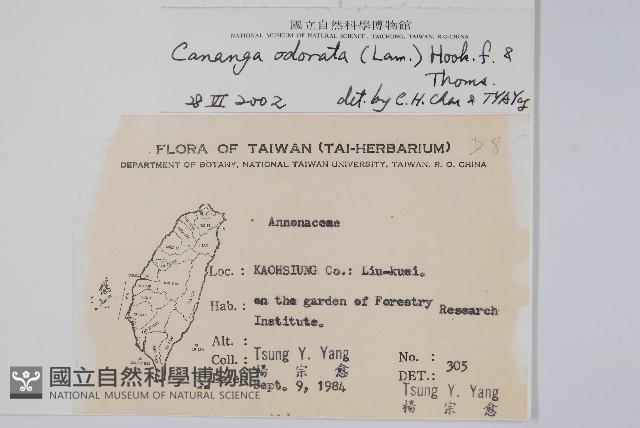 國立自然科學博物館
NATIONAL MUSEUM OF NATURAL SCIENCE, TAICHUNG, TAIWAN, R.O.CHINA
Cananga odorata (Lam.) Hook. f. &
Thoms.
28 VI 2002 det. by C. H. Chen &
D8
FLORA OF TAIWAN (TAI-HERBARIUM)
DEPARTMENT OF BOTANY, NATIONAL TAIWAN UNIVERSITY, TAIWAN, R. O. CHINA
Annonaceae
Loc. : KAOHSIUNG Co.: Liu-kuei.
Hab. : on the garden of Forestry Research
Institute.
Alt. :
Coll. : Tsung Y. Yang No. : 305
楊 宗 愈 DET.:
Sept. 9, 1984 Tsung Y. Yang
楊 宗 愈
國立自然科學博物館
NATIONAL MUSEUM OF NATURAL SCIENCE